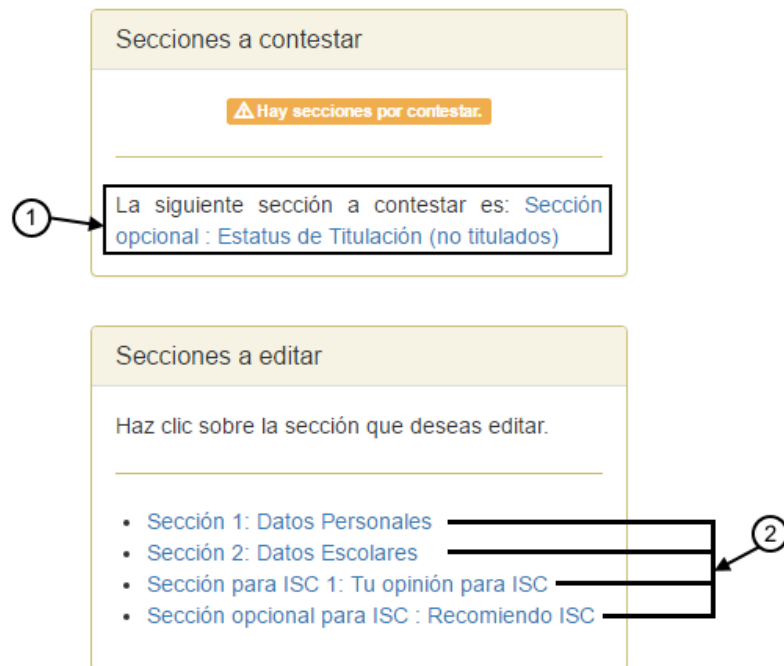 Secciones a contestar
Hay secciones por contestar.
1
La siguiente sección a contestar es: Sección
opcional : Estatus de Titulación (no titulados)
Secciones a editar
Haz clic sobre la sección que deseas editar.
• Sección 1: Datos Personales
• Sección 2: Datos Escolares
2
• Sección para ISC 1: Tu opinión para ISC
• Sección opcional para ISC : Recomiendo ISC